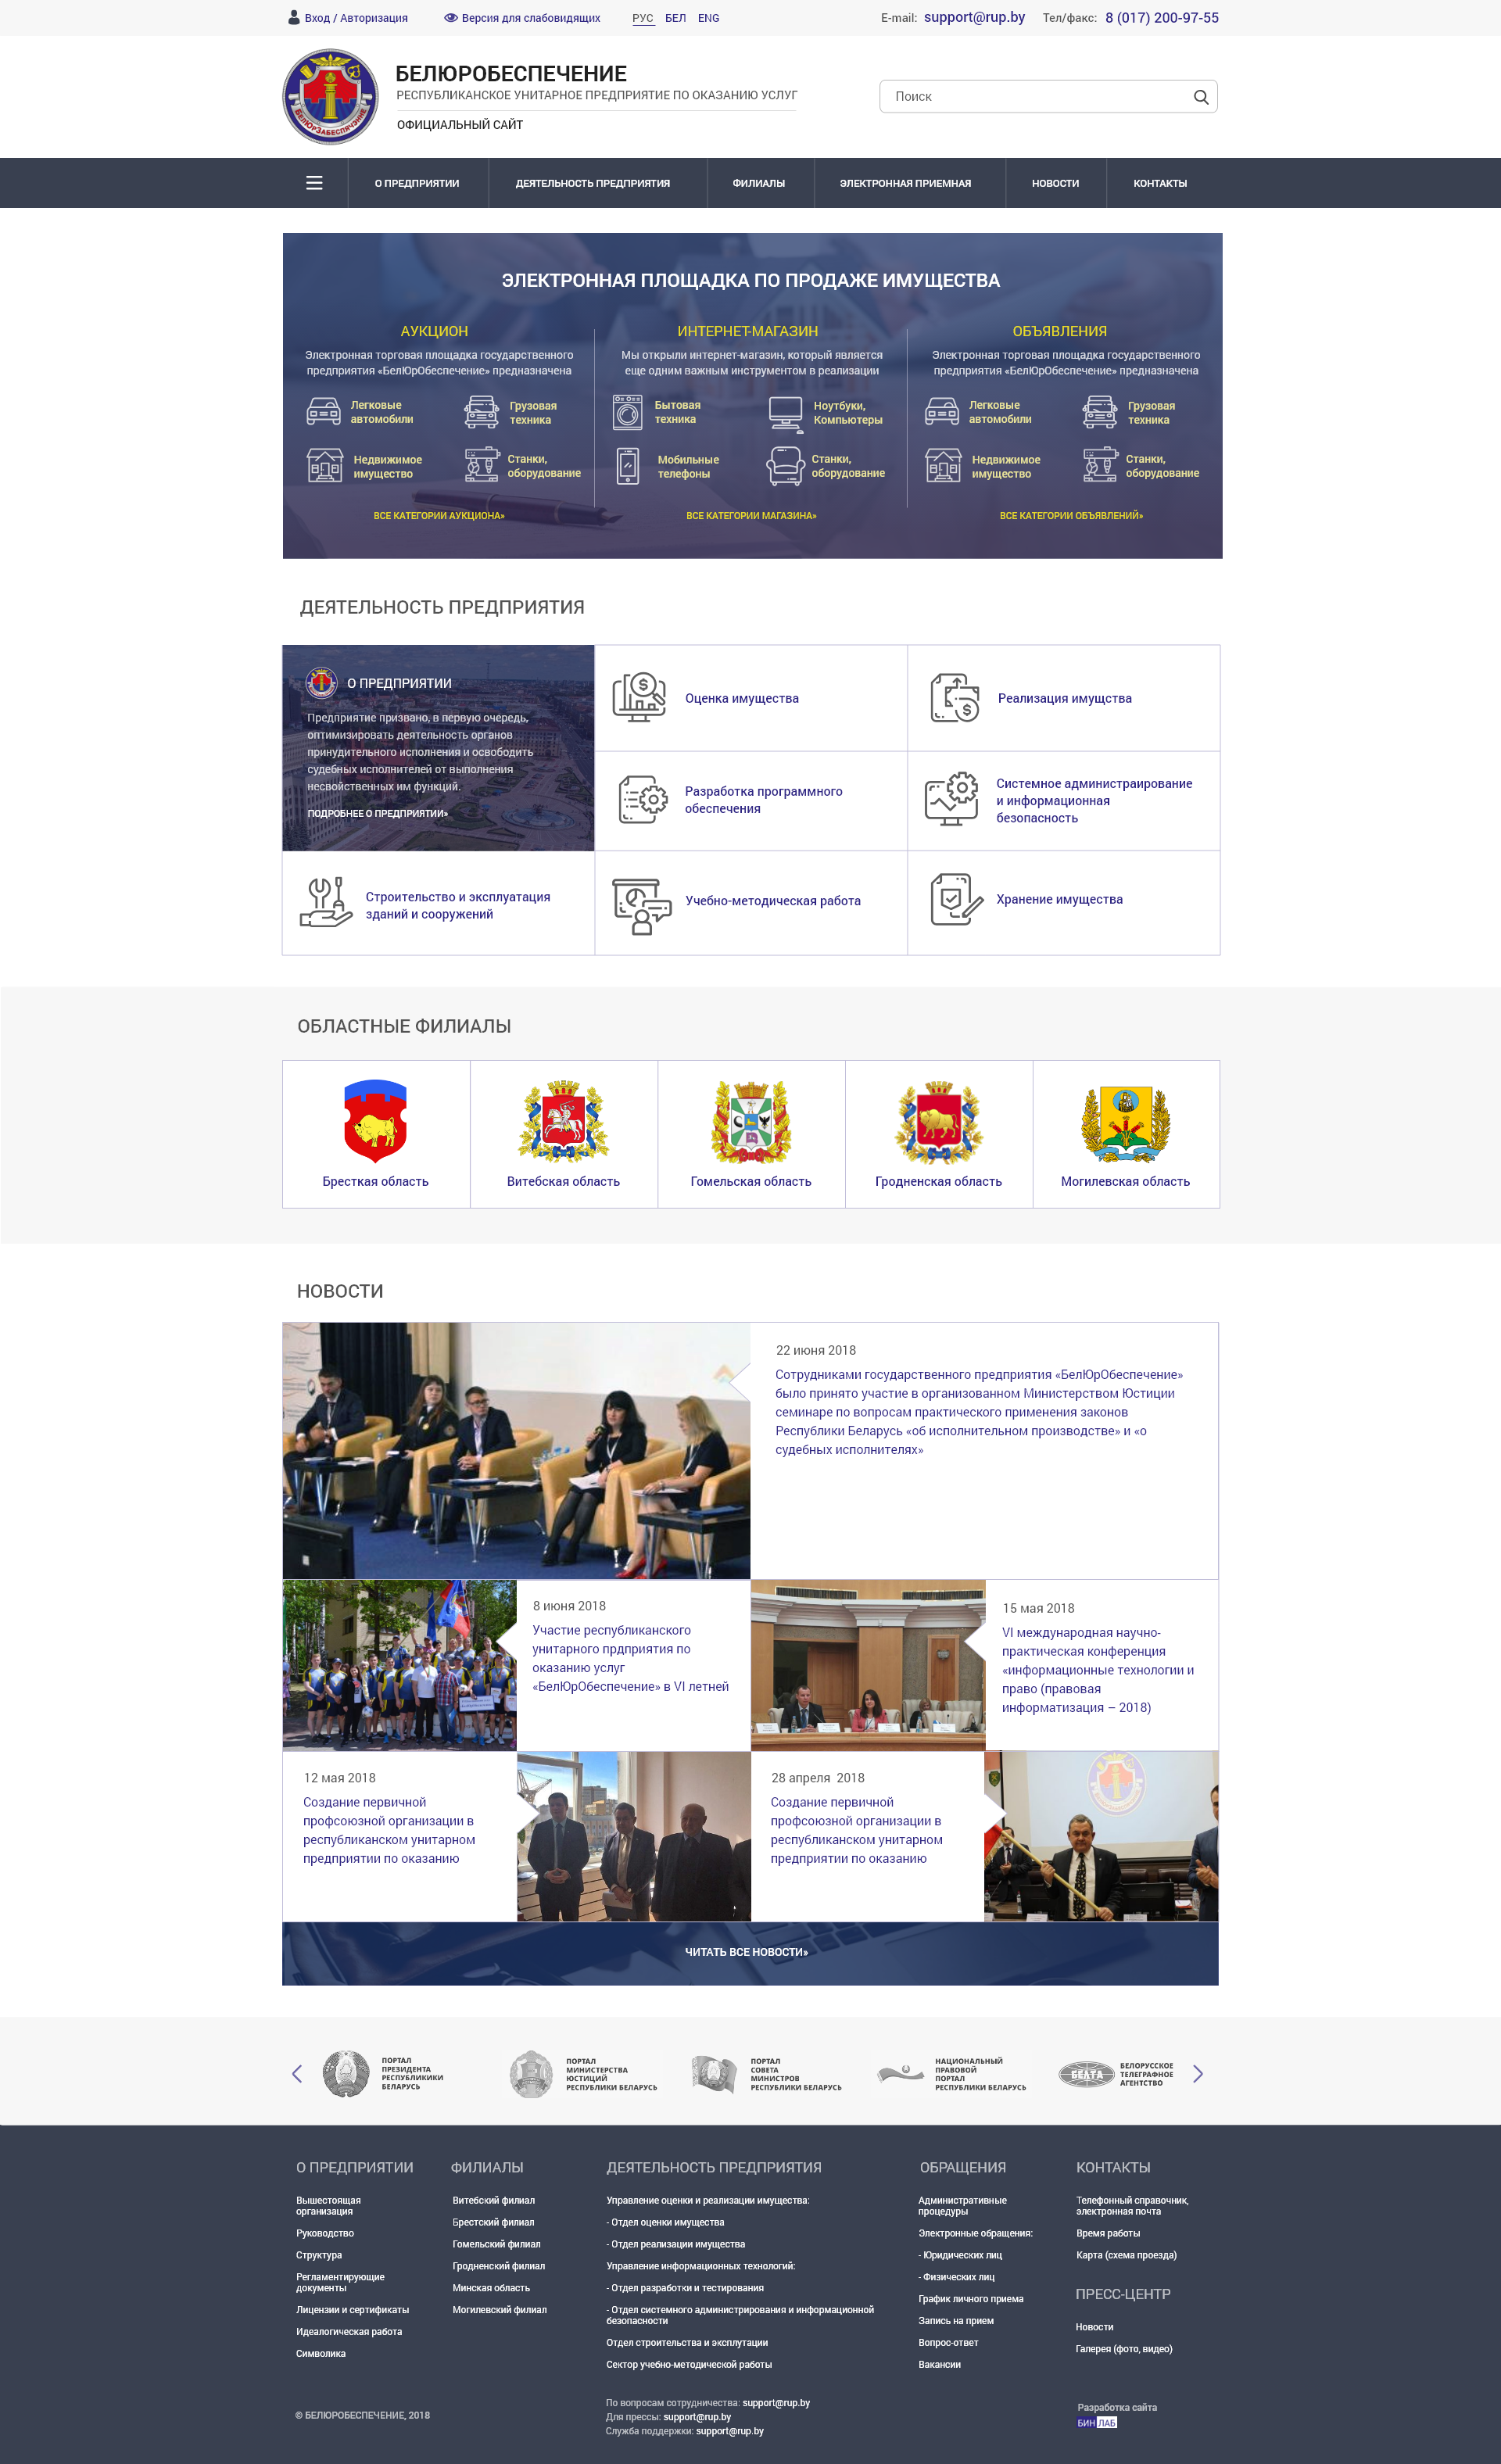 Вход / Авторизация
Версия для слабовидящих
РУС БЕЛ ENG
E-mail: support@rup.by
Тел/факс: 8 (017) 200-97-55
БЕЛЮРЗАБЕСПЯЧЭННЕ
БЕЛЮРОБЕСПЕЧЕНИЕ
РЕСПУБЛИКАНСКОЕ УНИТАРНОЕ ПРЕДПРИЯТИЕ ПО ОКАЗАНИЮ УСЛУГ
ОФИЦИАЛЬНЫЙ САЙТ
Поиск
О ПРЕДПРИЯТИИ
ДЕЯТЕЛЬНОСТЬ ПРЕДПРИЯТИЯ
ФИЛИАЛЫ
ЭЛЕКТРОННАЯ ПРИЕМНАЯ
НОВОСТИ
КОНТАКТЫ
ЭЛЕКТРОННАЯ ПЛОЩАДКА ПО ПРОДАЖЕ ИМУЩЕСТВА
АУКЦИОН
Электронная торговая площадка государственного
предприятия «БелЮрОбеспечение» предназначена
Легковые
автомобили
Грузовая
техника
Недвижимое
имущество
Станки,
оборудование
ВСЕ КАТЕГОРИИ АУКЦИОНА»
ИНТЕРНЕТ-МАГАЗИН
Мы открыли интернет-магазин, который является
еще одним важным инструментом в реализации
Бытовая
техника
Ноутбуки,
Компьютеры
Мобильные
телефоны
Станки,
оборудование
ВСЕ КАТЕГОРИИ МАГАЗИНА»
ОБЪЯВЛЕНИЯ
Электронная торговая площадка государственного
предприятия «БелЮрОбеспечение» предназначена
Легковые
автомобили
Грузовая
техника
Недвижимое
имущество
Станки,
оборудование
ВСЕ КАТЕГОРИИ ОБЪЯВЛЕНИЙ»
ДЕЯТЕЛЬНОСТЬ ПРЕДПРИЯТИЯ
О ПРЕДПРИЯТИИ
Предприятие призвано, в первую очередь,
оптимизировать деятельность органов
принудительного исполнения и освободить
судебных исполнителей от выполнения
несвойственных им функций.
ПОДРОБНЕЕ О ПРЕДПРИЯТИИ»
Оценка имущества
Реализация имущства
Разработка программного
обеспечения
Системное администраирование
и информационная
безопасность
Строительство и эксплуатация
зданий и сооружений
Учебно-методическая работа
Хранение имущества
ОБЛАСТНЫЕ ФИЛИАЛЫ
Бресткая область
Витебская область
Гомельская область
Гродненская область
Могилевская область
НОВОСТИ
22 июня 2018
Сотрудниками государственного предприятия «БелЮрОбеспечение»
было принято участие в организованном Министерством Юстиции
семинаре по вопросам практического применения законов
Республики Беларусь «об исполнительном производстве» и «о
судебных исполнителях»
8 июня 2018
Участие республиканского
унитарного прдприятия по
оказанию услуг
«БелЮрОбеспечение» в VI летней
15 мая 2018
VI международная научно-
практическая конференция
«информационные технологии и
право (правовая
информатизация – 2018)
12 мая 2018
Создание первичной
профсоюзной организации в
республиканском унитарном
предприятии по оказанию
28 апреля 2018
Создание первичной
профсоюзной организации в
республиканском унитарном
предприятии по оказанию
ЧИТАТЬ ВСЕ НОВОСТИ»
ПОРТАЛ
ПРЕЗИДЕНТА
РЕСПУБЛИКИКИ
БЕЛАРУСЬ
ПОРТАЛ
МИНИСТЕРСТВА
ЮСТИЦИЙ
РЕСПУБЛИКИ БЕЛАРУСЬ
ПОРТАЛ
СОВЕТА
МИНИСТРОВ
РЕСПУБЛИКИ БЕЛАРУСЬ
НАЦИОНАЛЬНЫЙ
ПРАВОВОЙ
ПОРТАЛ
РЕСПУБЛИКИ БЕЛАРУСЬ
БЕЛТА
БЕЛОРУССКОЕ
ТЕЛЕГРАФНОЕ
АГЕНТСТВО
О ПРЕДПРИЯТИИ
Вышестоящая
организация
Руководство
Структура
Регламентирующие
документы
Лицензии и сертификаты
Идеалогическая работа
Символика
ФИЛИАЛЫ
Витебский филиал
Брестский филиал
Гомельский филиал
Гродненский филиал
Минская область
Могилевский филиал
ДЕЯТЕЛЬНОСТЬ ПРЕДПРИЯТИЯ
Управление оценки и реализации имущества:
- Отдел оценки имущества
- Отдел реализации имущества
Управление информационных технологий:
- Отдел разработки и тестирования
- Отдел системного администрирования и информационной
безопасности
Отдел строительства и эксплутации
Сектор учебно-методической работы
ОБРАЩЕНИЯ
Административные
процедуры
Электронные обращения:
- Юридических лиц
- Физических лиц
График личного приема
Запись на прием
Вопрос-ответ
Вакансии
КОНТАКТЫ
Телефонный справочник,
электронная почта
Время работы
Карта (схема проезда)
ПРЕСС-ЦЕНТР
Новости
Галерея (фото, видео)
© БЕЛЮРОБЕСПЕЧЕНИЕ, 2018
По вопросам сотрудничества: support@rup.by
Для прессы: support@rup.by
Служба поддержки: support@rup.by
Разработка сайта
БИНЛАБ